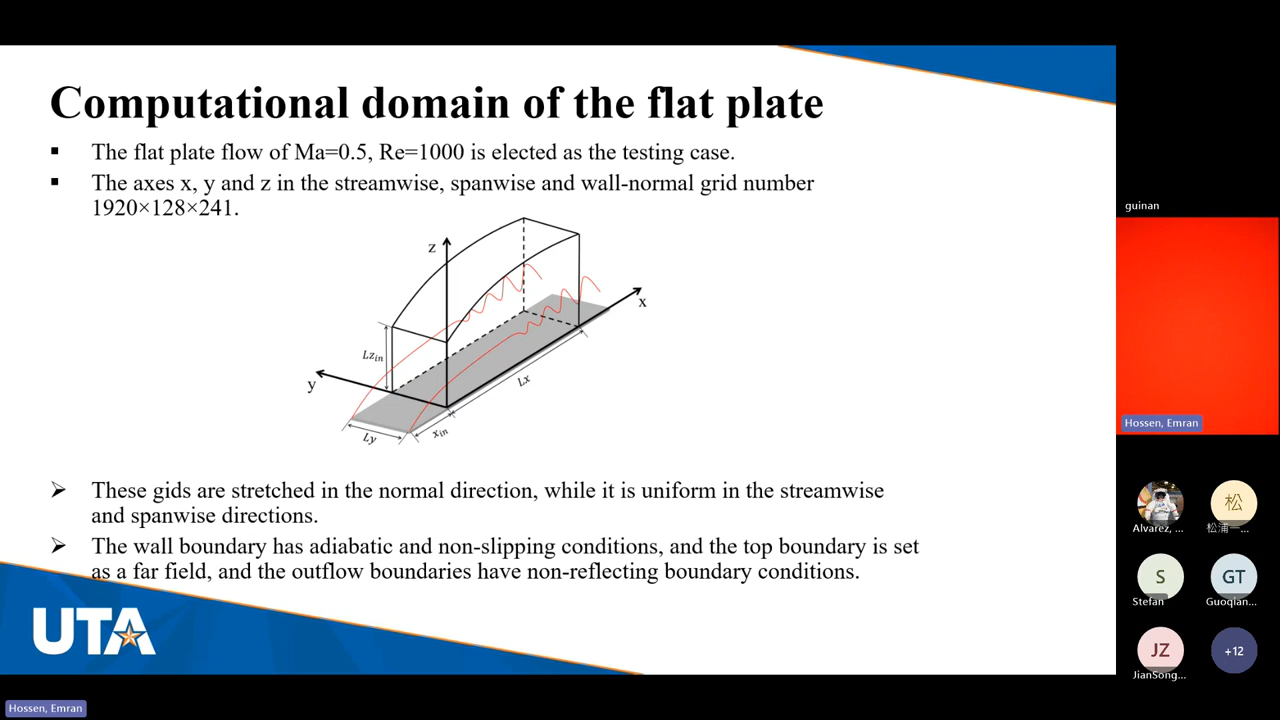 Computational domain of the flat plate
▪ The flat plate flow of Ma=0.5, Re=1000 is elected as the testing case.
▪ The axes x, y and z in the streamwise, spanwise and wall-normal grid number
1920×128×241.
z
x
Lz_in
y
Lx
x_in
Ly
➢ These gids are stretched in the normal direction, while it is uniform in the streamwise
and spanwise directions.
➢ The wall boundary has adiabatic and non-slipping conditions, and the top boundary is set
as a far field, and the outflow boundaries have non-reflecting boundary conditions.
UTA
Hossen, Emran
guinan
Hossen, Emran
Alvarez, ...
松
松浦一...
S
Stefan
GT
Guoqian...
JZ
JianSong...
+12